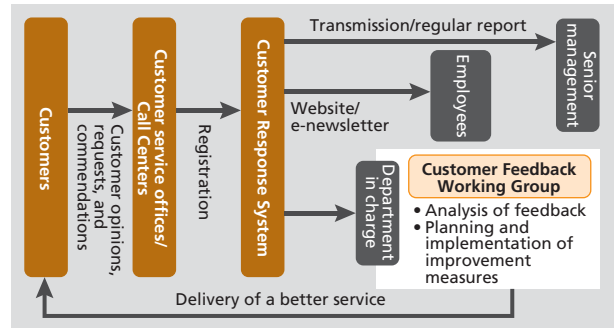 Customers
Customer opinions,
requests, and
commendations
Customer service offices/
Call Centers
Registration
Customer Response System
Transmission/regular report
Senior
management
Website/
e-newsletter
Employees
Department
in charge
Customer Feedback
Working Group
• Analysis of feedback
• Planning and
implementation of
improvement
measures
Delivery of a better service